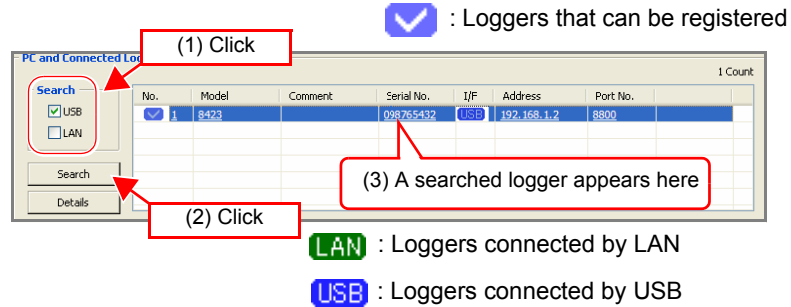 : Loggers that can be registered
(1) Click
PC and Connected Lo
1 Count
Search
USB
LAN
No. Model Comment Serial No. I/F Address Port No.
1 8423 098765432 USB 192.168.1.2 8800
Search
Details
(3) A searched logger appears here
(2) Click
LAN : Loggers connected by LAN
USB : Loggers connected by USB